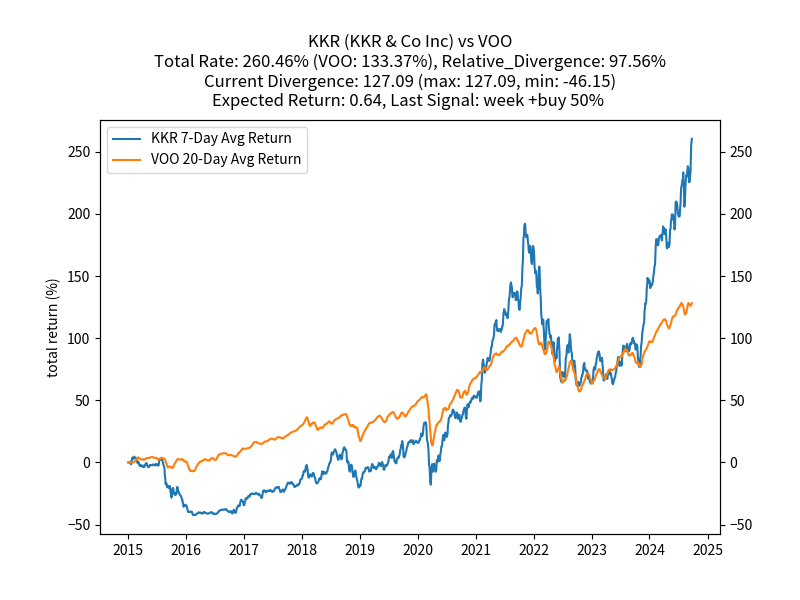 KKR (KKR & Co Inc) vs VOO
Total Rate: 260.46% (VOO: 133.37%), Relative_Divergence: 97.56%
Current Divergence: 127.09 (max: 127.09, min: -46.15)
Expected Return: 0.64, Last Signal: week +buy 50%
KKR 7-Day Avg Return
VOO 20-Day Avg Return
total return (%)
250
200
150
100
50
0
−50
250
200
150
100
50
0
−50
2015 2016 2017 2018 2019 2020 2021 2022 2023 2024 2025